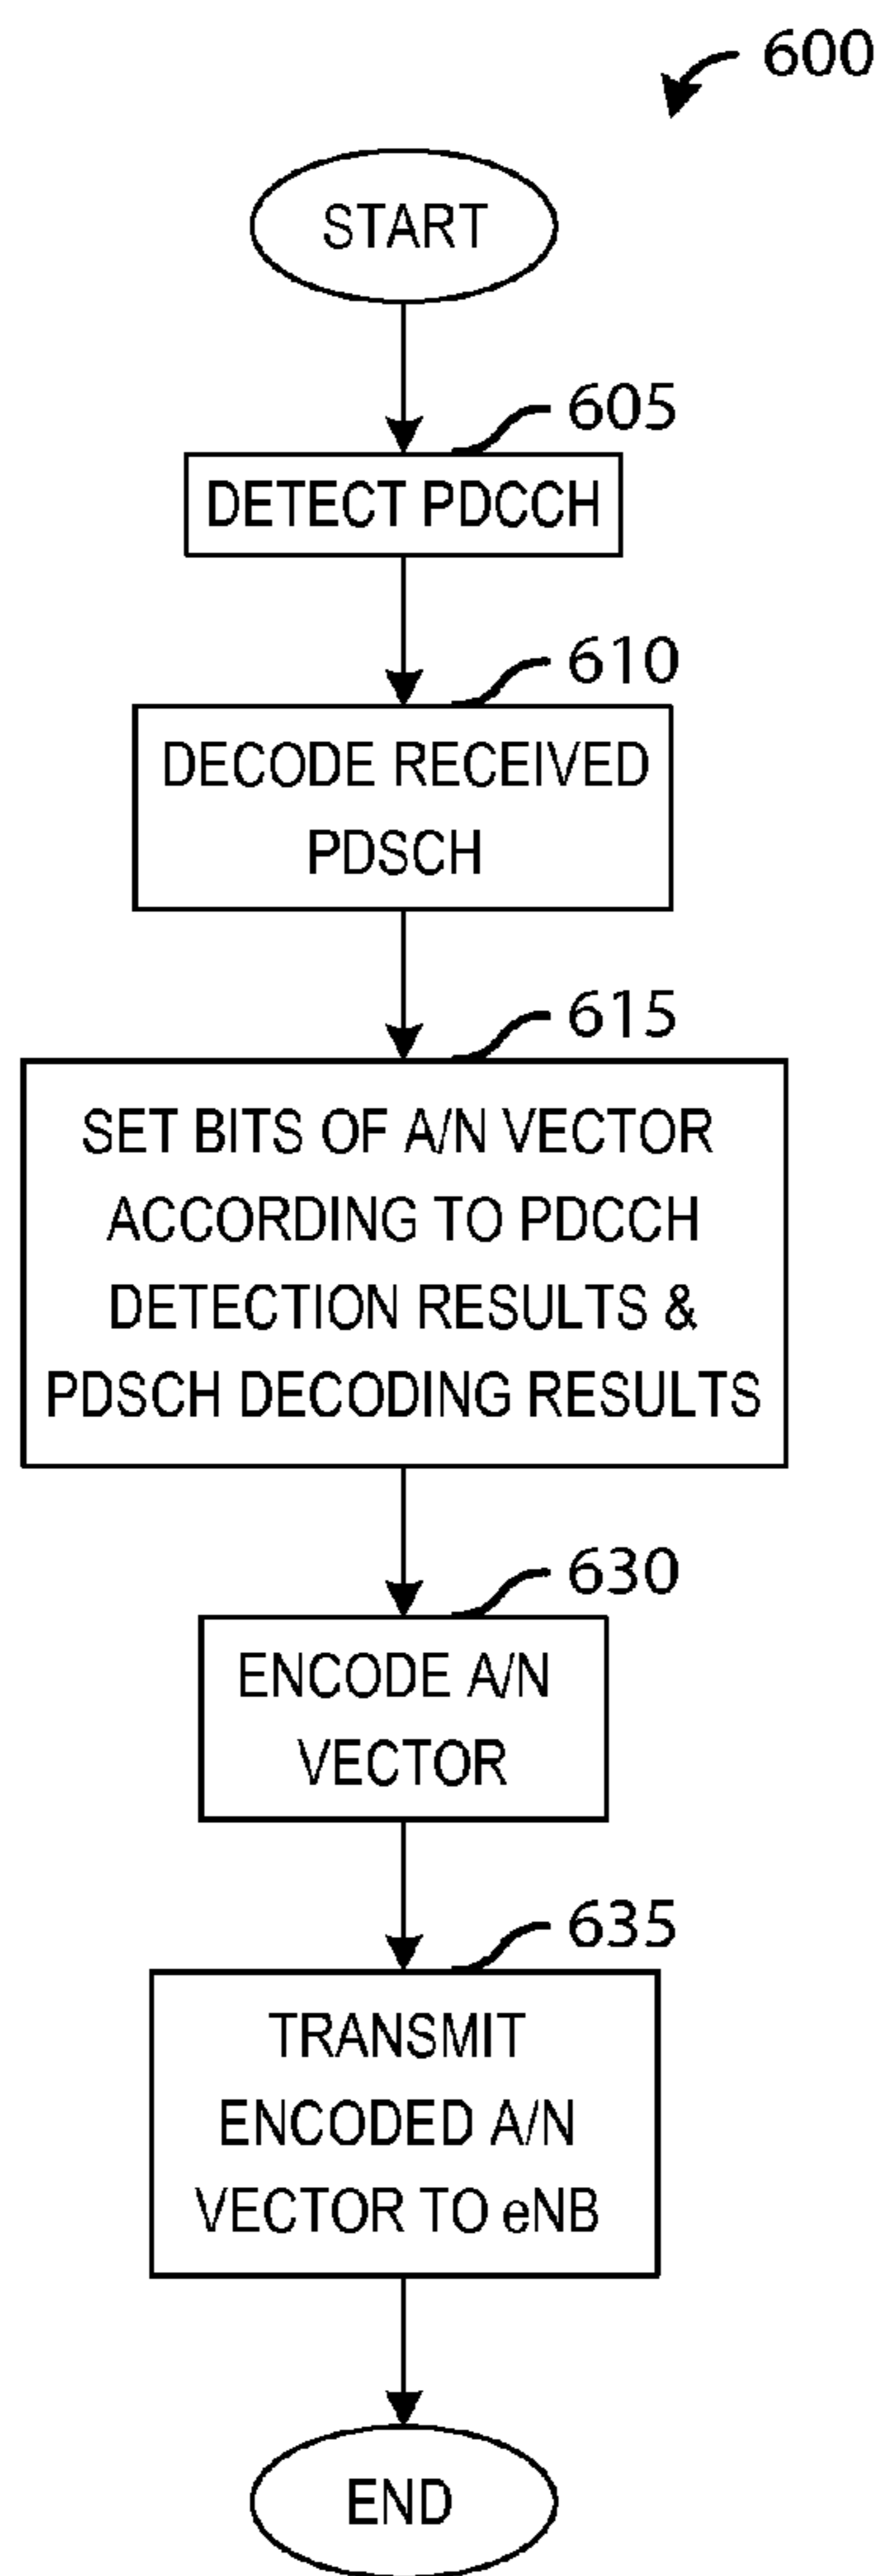 600
START
605
DETECT PDCCH
610
DECODE RECEIVED
PDSCH
615
SET BITS OF A/N VECTOR
ACCORDING TO PDCCH
DETECTION RESULTS &
PDSCH DECODING RESULTS
630
ENCODE A/N
VECTOR
635
TRANSMIT
ENCODED A/N
VECTOR TO eNB
END